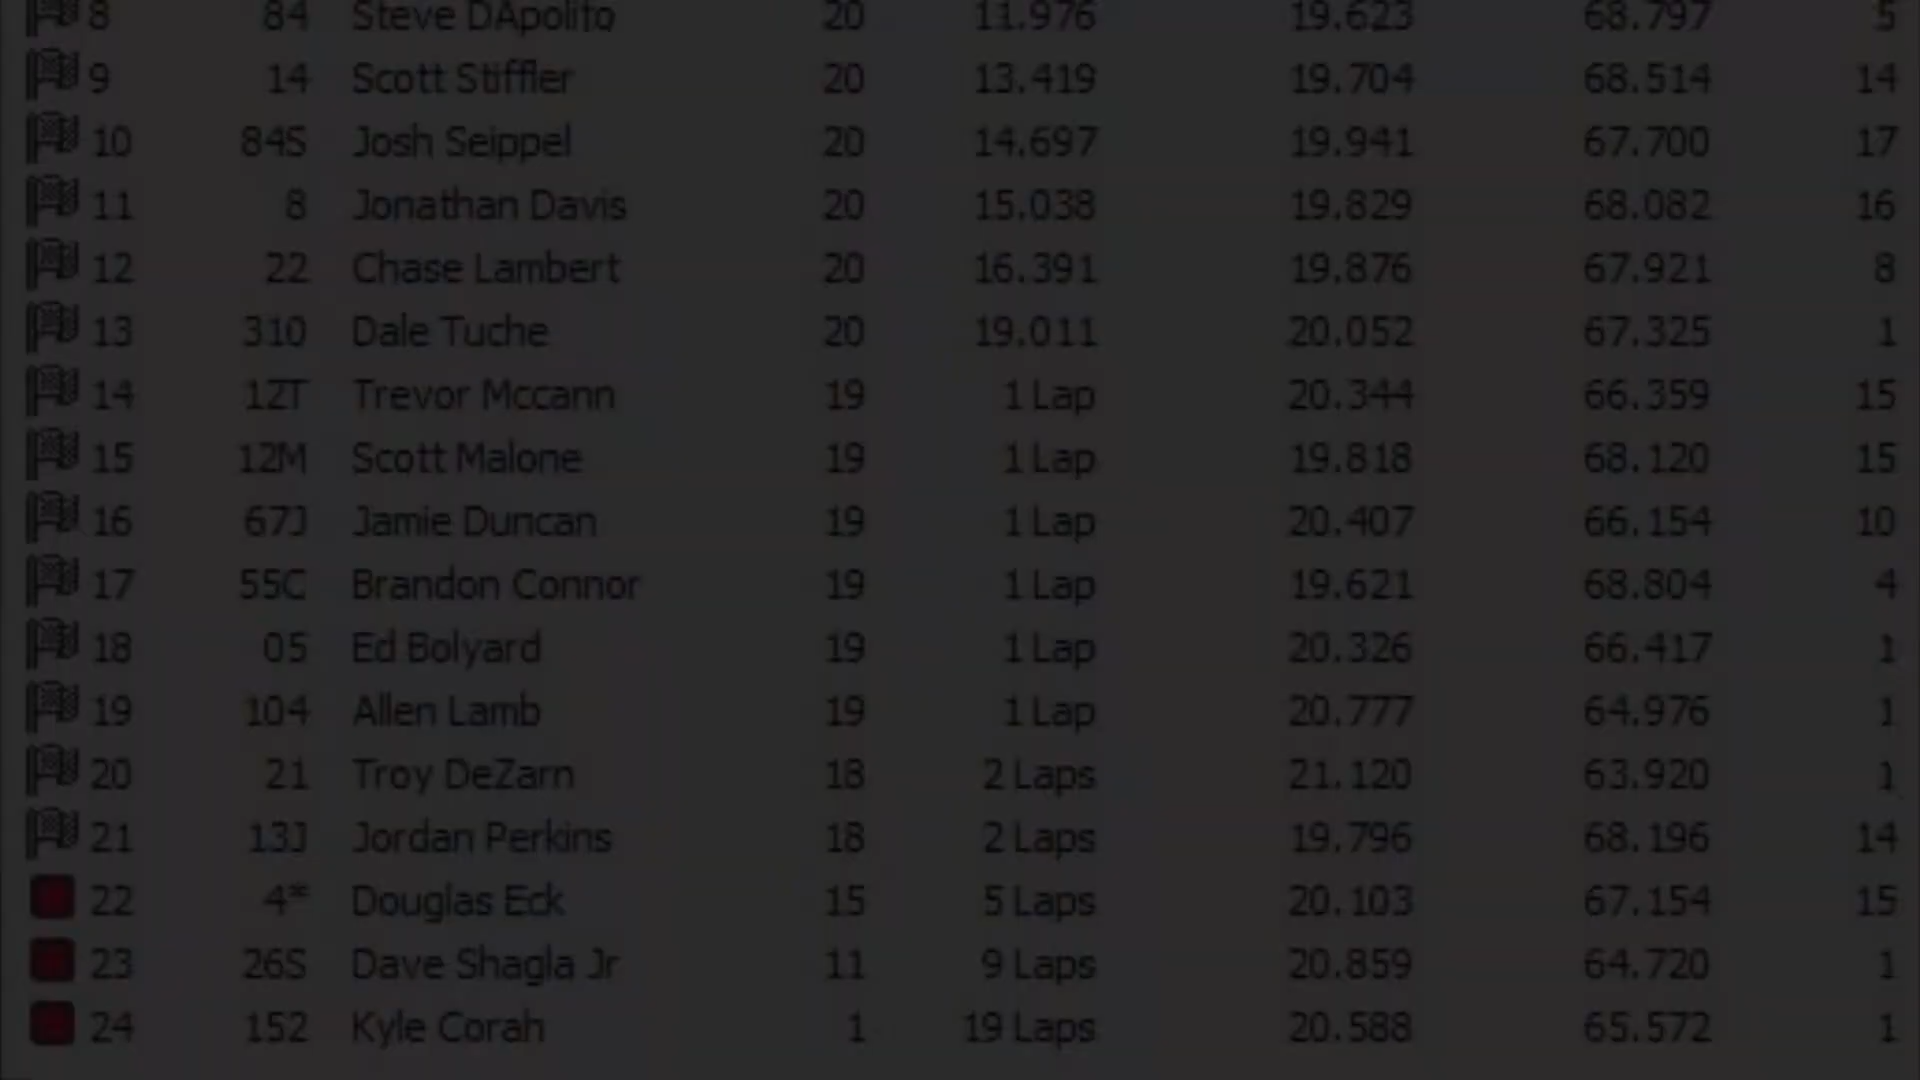 8 84 Steve DApolito 20 11.976 19.623 68.797 5
9 14 Scott Stiffler 20 13.419 19.704 68.514 14
10 84S Josh Seippel 20 14.697 19.941 67.700 17
11 8 Jonathan Davis 20 15.038 19.829 68.082 16
12 22 Chase Lambert 20 16.391 19.876 67.921 8
13 310 Dale Tuche 20 19.011 20.052 67.325 1
14 12T Trevor Mccann 19 1 Lap 20.344 66.359 15
15 12M Scott Malone 19 1 Lap 19.818 68.120 15
16 67J Jamie Duncan 19 1 Lap 20.407 66.154 10
17 55C Brandon Connor 19 1 Lap 19.621 68.804 4
18 05 Ed Bolyard 19 1 Lap 20.326 66.417 1
19 104 Allen Lamb 19 1 Lap 20.777 64.976 1
20 21 Troy DeZarn 18 2 Laps 21.120 63.920 1
21 13J Jordan Perkins 18 2 Laps 19.796 68.196 14
22 4* Douglas Eck 15 5 Laps 20.103 67.154 15
23 26S Dave Shagla Jr 11 9 Laps 20.859 64.720 1
24 152 Kyle Corah 1 19 Laps 20.588 65.572 1